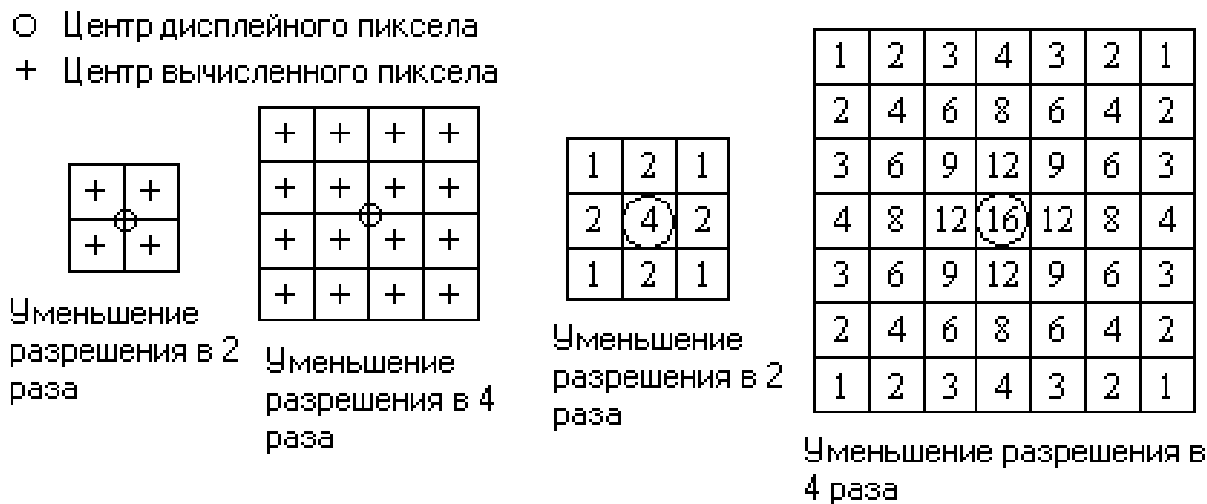 Центр дисплейного пиксела
+ Центр вычисленного пиксела
+ + + +
+ + + +
+ + + +
+ + + +
+ +
+ +
Уменьшение
разрешения в 2
раза
Уменьшение
разрешения в 4
раза
1 2 1
2 4 2
1 2 1
Уменьшение
разрешения в 2
раза
1 2 3 4 3 2 1
2 4 6 8 6 4 2
3 6 9 12 9 6 3
4 8 12 16 12 8 4
3 6 9 12 9 6 3
2 4 6 8 6 4 2
1 2 3 4 3 2 1
Уменьшение разрешения в
4 раза